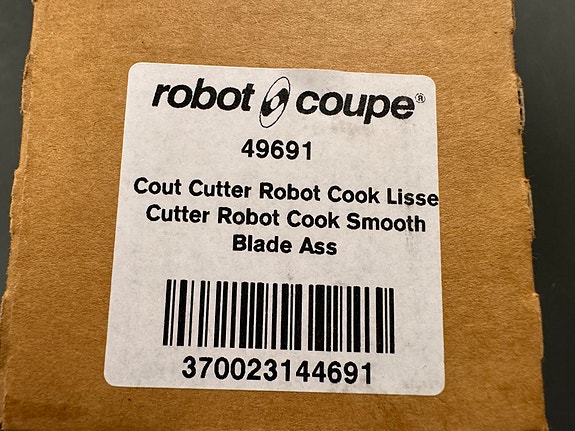 robot coupe®
49691
Cout Cutter Robot Cook Lisse
Cutter Robot Cook Smooth
Blade Ass
370023144691